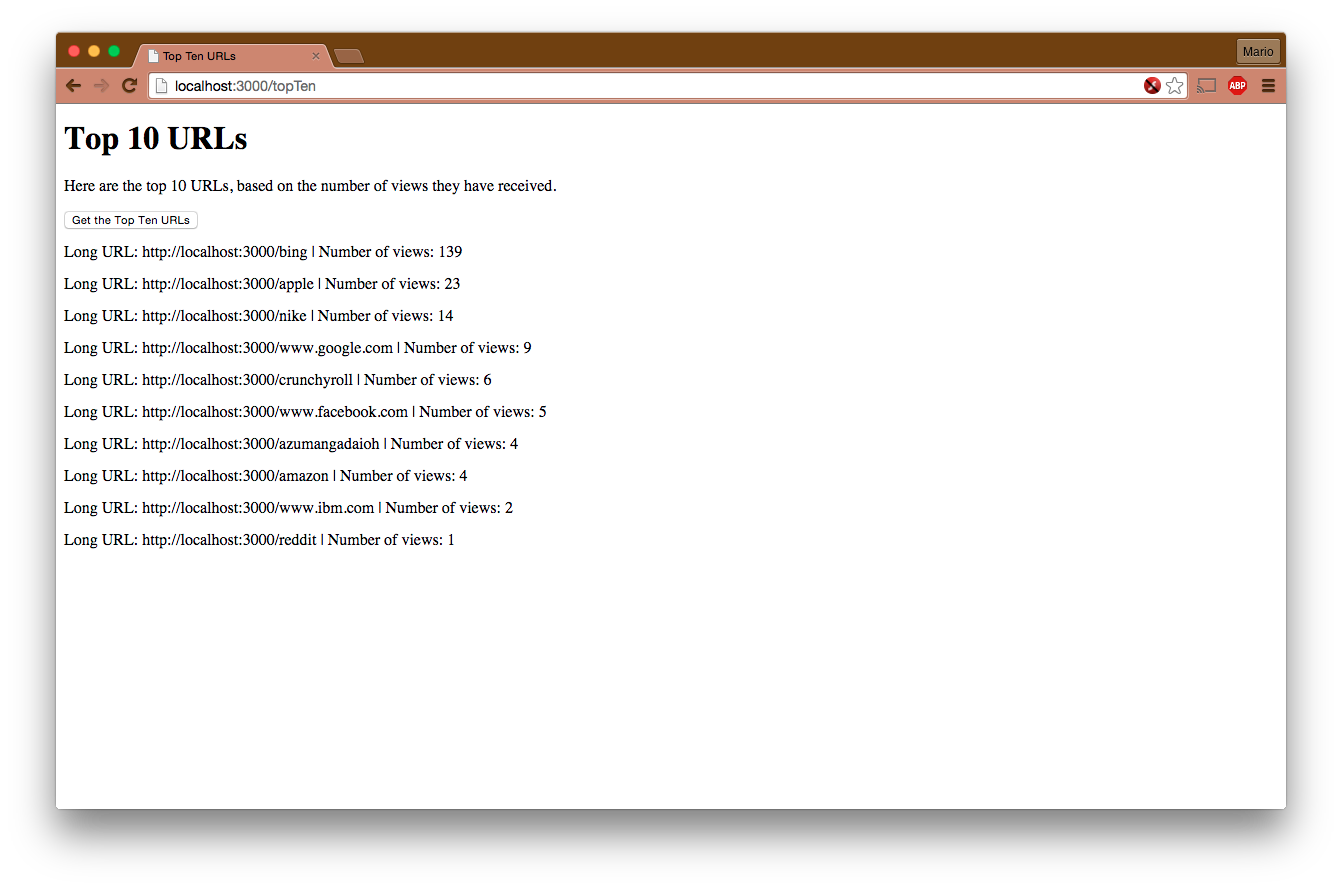 Top Ten URLs
Mario
localhost:3000/topTen
ABP
Top 10 URLs
Here are the top 10 URLs, based on the number of views they have received.
Get the Top Ten URLs
Long URL: http://localhost:3000/bing | Number of views: 139
Long URL: http://localhost:3000/apple | Number of views: 23
Long URL: http://localhost:3000/nike | Number of views: 14
Long URL: http://localhost:3000/www.google.com | Number of views: 9
Long URL: http://localhost:3000/crunchyroll | Number of views: 6
Long URL: http://localhost:3000/www.facebook.com | Number of views: 5
Long URL: http://localhost:3000/azumangadaioh | Number of views: 4
Long URL: http://localhost:3000/amazon | Number of views: 4
Long URL: http://localhost:3000/www.ibm.com | Number of views: 2
Long URL: http://localhost:3000/reddit | Number of views: 1